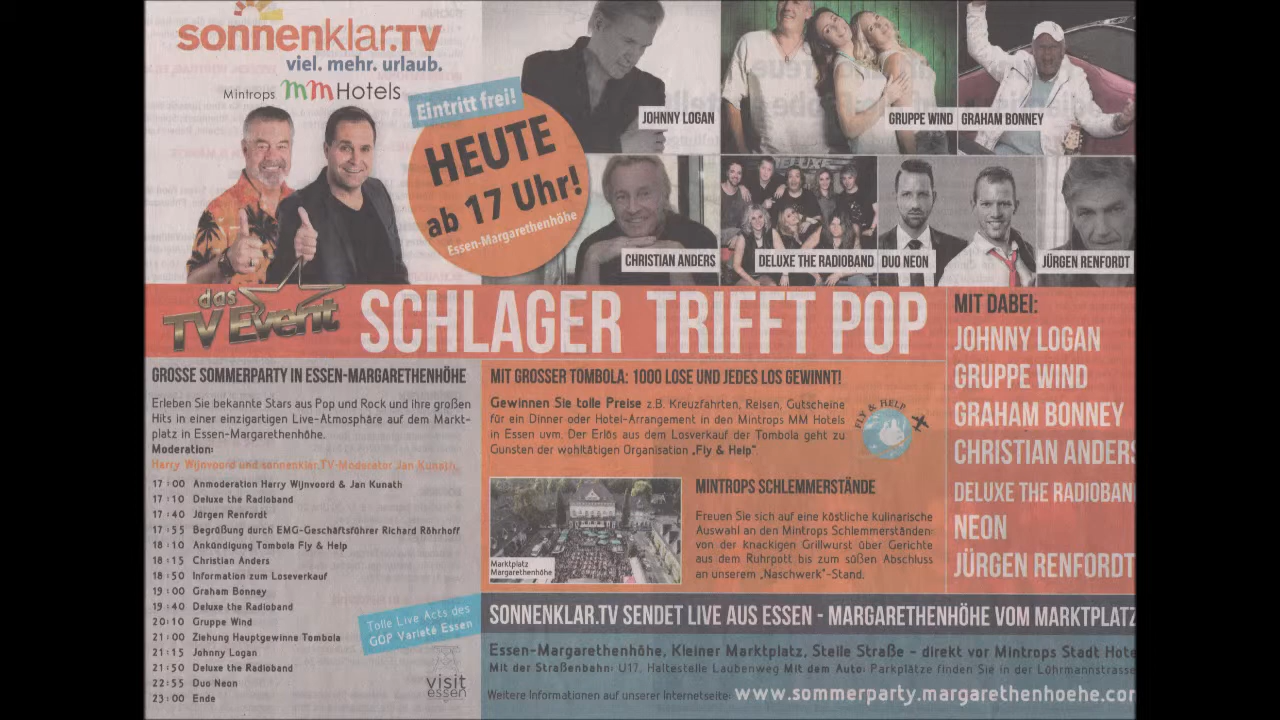 sonnenklar.TV
viel. mehr. urlaub.
Mintrops MM Hotels
Eintritt frei!
HEUTE
ab 17 Uhr!
Essen-Margarethenhöhe
JOHNNY LOGAN
GRUPPE WIND
GRAHAM BONNEY
CHRISTIAN ANDERS
DELUXE THE RADIOBAND
DUO NEON
JÜRGEN RENFORDT
das
TV Event
SCHLAGER TRIFFT POP
GROSSE SOMMERPARTY IN ESSEN-MARGARETHENHÖHE
Erleben Sie bekannte Stars aus Pop und Rock und ihre großen
Hits in einer einzigartigen Live-Atmosphäre auf dem Markt-
platz in Essen-Margarethenhöhe.
Moderation:
Harry Wijnvoord und sonnenklar.TV-Moderator Jan Kunath.
17:00 Anmoderation Harry Wijnvoord & Jan Kunath
17:10 Deluxe the Radioband
17:40 Jürgen Renfordt
17:55 Begrüßung durch EMG-Geschäftsführer Richard Röhrhoff
18:10 Ankündigung Tombola Fly & Help
18:15 Christian Anders
18:50 Information zum Loseverkauf
19:00 Graham Bonney
19:40 Deluxe the Radioband
20:10 Gruppe Wind
21:00 Ziehung Hauptgewinne Tombola
21:15 Johnny Logan
21:50 Deluxe the Radioband
22:55 Duo Neon
23:00 Ende
Tolle Live Acts des
GOP Varieté Essen
visit
essen
MIT GROSSER TOMBOLA: 1000 LOSE UND JEDES LOS GEWINNT!
Gewinnen Sie tolle Preise z.B. Kreuzfahrten, Reisen, Gutscheine
für ein Dinner oder Hotel-Arrangement in den Mintrops MM Hotels
in Essen uvm. Der Erlös aus dem Losverkauf der Tombola geht zu
Gunsten der wohltätigen Organisation „Fly & Help".
FLY & HELP
Marktplatz
Margarethenhöhe
MINTROPS SCHLEMMERSTÄNDE
Freuen Sie sich auf eine köstliche kulinarische
Auswahl an den Mintrops Schlemmerständen:
von der knackigen Grillwurst über Gerichte
aus dem Ruhrpott bis zum süßen Abschluss
an unserem „Naschwerk"-Stand.
MIT DABEI:
JOHNNY LOGAN
GRUPPE WIND
GRAHAM BONNEY
CHRISTIAN ANDERS
DELUXE THE RADIOBAN
NEON
JÜRGEN RENFORDT
SONNENKLAR.TV SENDET LIVE AUS ESSEN - MARGARETHENHÖHE VOM MARKTPLATZ
Essen-Margarethenhöhe, Kleiner Marktplatz, Steile Straße - direkt vor Mintrops Stadt Hote
Mit der Straßenbahn: U17, Haltestelle Laubenweg Mit dem Auto: Parkplätze finden Sie in der Lührmannstrasse
Weitere Informationen auf unserer Internetseite: www.sommerparty.margarethenhoehe.com